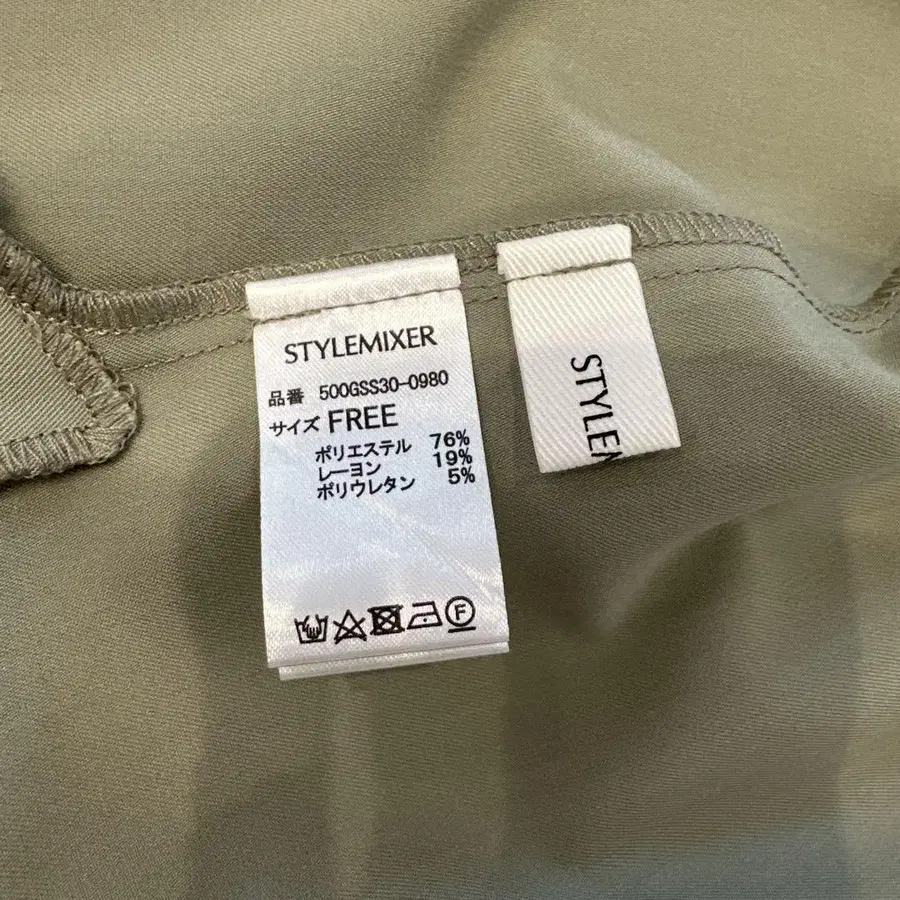 STYLEMIXER
品番 500GSS30-0980
サイズ FREE
ポリエステル 76%
レーヨン 19%
ポリウレタン 5%
F
STYLEM